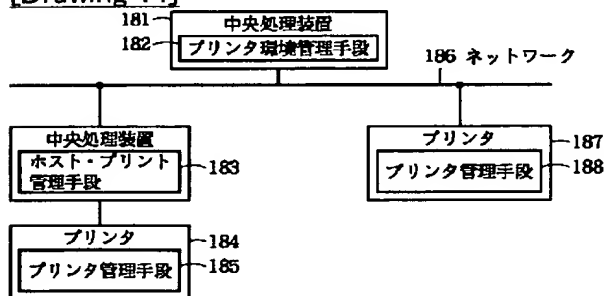 181 中央処理装置
182 プリンタ環境管理手段
186 ネットワーク
中央処理装置
ホスト・プリント
管理手段
183
プリンタ 187
プリンタ管理手段 188
プリンタ 184
プリンタ管理手段 185